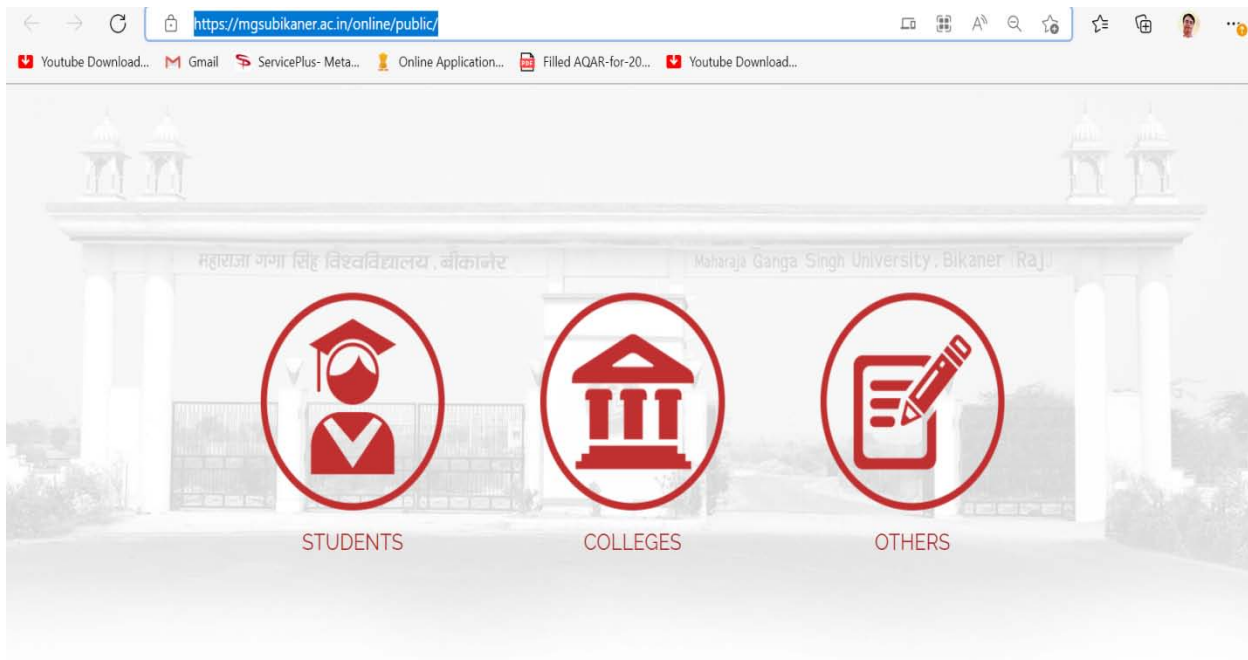 https://mgsubikaner.ac.in/online/public/
Youtube Download... Gmail ServicePlus- Meta... Online Application... PDF Filled AQAR-for-20... Youtube Download...
महाराजा गंगा सिंह विश्वविद्यालय , बीकानेर Maharaja Ganga Singh University , Bikaner (Raj.)
STUDENTS COLLEGES OTHERS